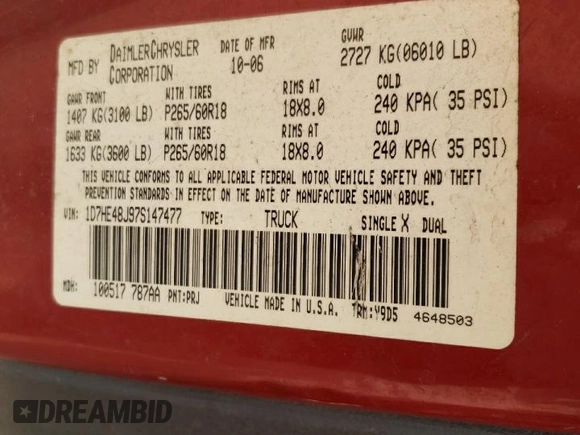 MFD BY DAIMLERCHRYSLER CORPORATION
DATE OF MFR 10-06
GVWR 2727 KG(06010 LB)
GAWR FRONT WITH TIRES RIMS AT COLD
1407 KG(3100 LB) P265/60R18 18X8.0 240 KPA( 35 PSI)
GAWR REAR WITH TIRES RIMS AT COLD
1633 KG(3600 LB) P265/60R18 18X8.0 240 KPA( 35 PSI)
THIS VEHICLE CONFORMS TO ALL APPLICABLE FEDERAL MOTOR VEHICLE SAFETY AND THEFT
PREVENTION STANDARDS IN EFFECT ON THE DATE OF MANUFACTURE SHOWN ABOVE.
VIN: 1D7HE48J97S147477 TYPE: TRUCK SINGLE X DUAL
MDH: 100517 787AA PNT:PRJ VEHICLE MADE IN U.S.A. TRM:Y9D5 4648503
DREAMBID